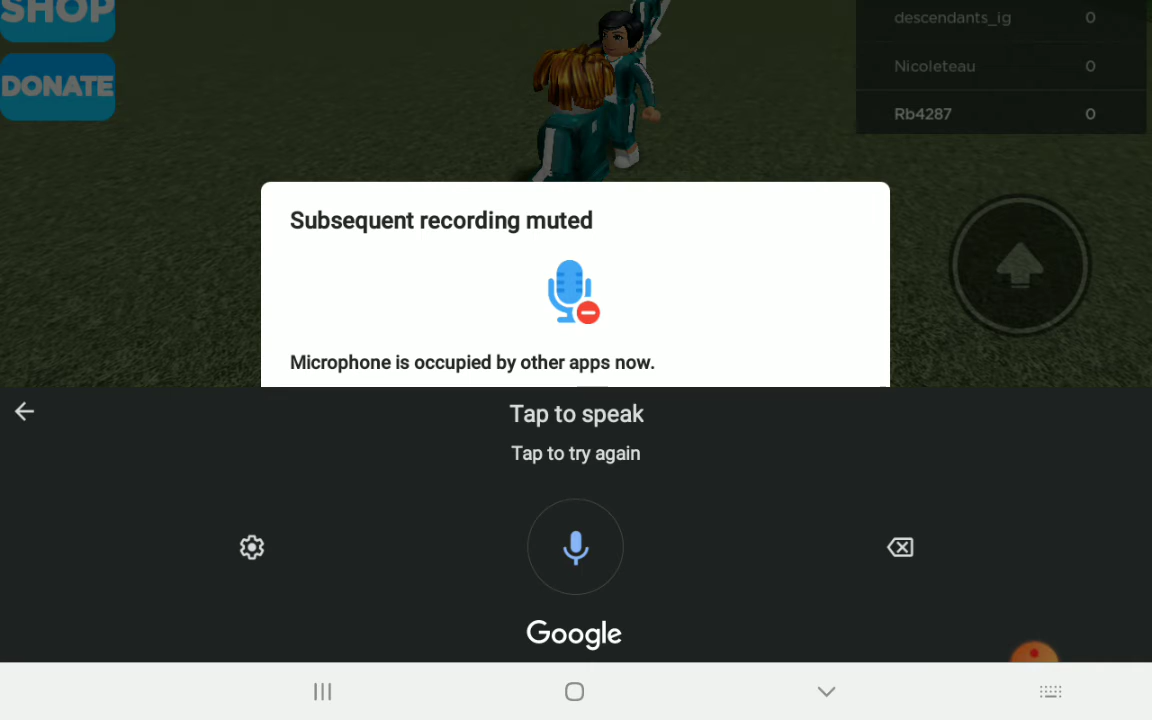 SHOP
DONATE
descendants_ig 0
Nicoleteau 0
Rb4287 0
Subsequent recording muted
Microphone is occupied by other apps now.
Tap to speak
Tap to try again
Google